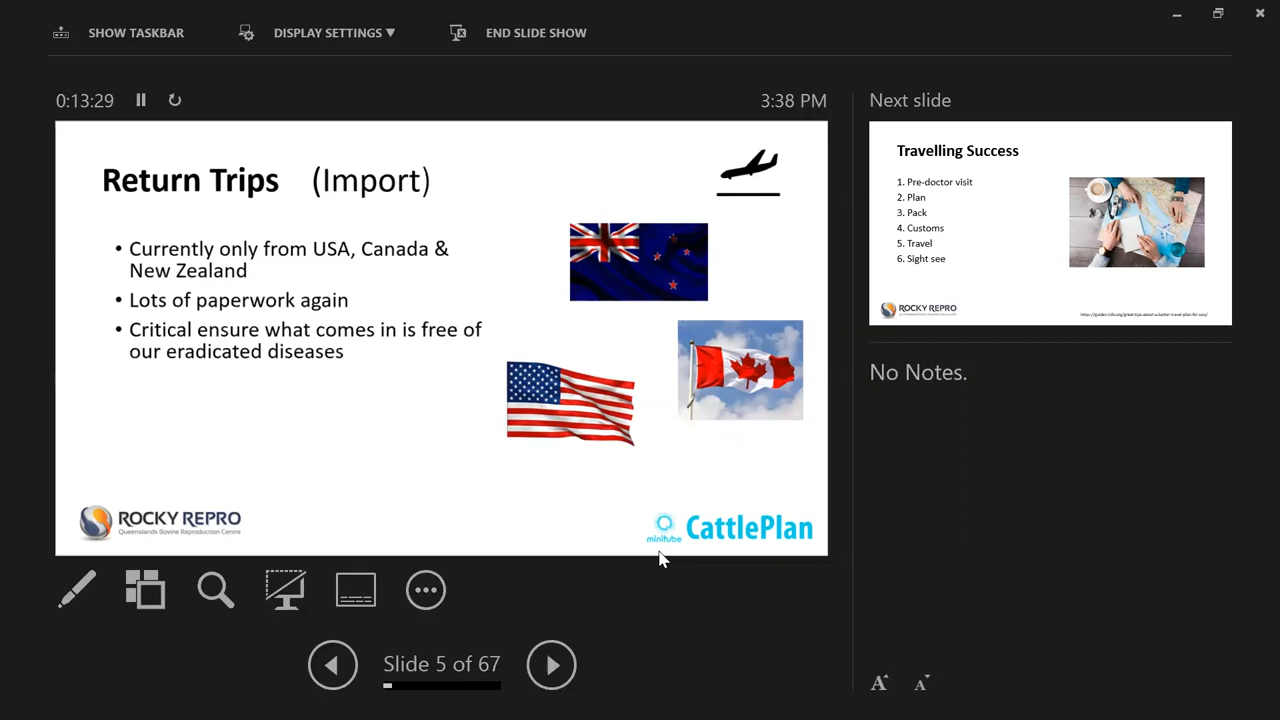 SHOW TASKBAR
DISPLAY SETTINGS ▼
END SLIDE SHOW
0:13:29
3:38 PM
Return Trips (Import)
• Currently only from USA, Canada &
New Zealand
• Lots of paperwork again
• Critical ensure what comes in is free of
our eradicated diseases
ROCKY REPRO
Queenslands Bovine Reproduction Centre
minitube
CattlePlan
Slide 5 of 67
Next slide
Travelling Success
1. Pre-doctor visit
2. Plan
3. Pack
4. Customs
5. Travel
6. Sight see
ROCKY REPRO
No Notes.
A A